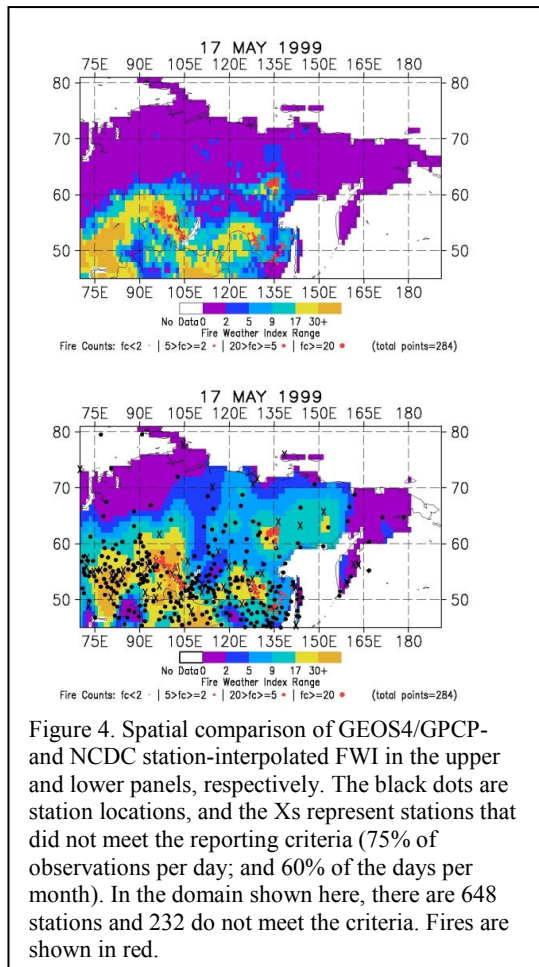 17 MAY 1999
75E 90E 105E 120E 135E 150E 165E 180
80
70
60
50
80
70
60
50
75E 90E 105E 120E 135E 150E 165E 180
No Data 0 2 5 9 17 30+
Fire Weather Index Range
Fire Counts: fc<2 | 5>fc>=2 | 20>fc>=5 | fc>=20 (total points=284)
17 MAY 1999
75E 90E 105E 120E 135E 150E 165E 180
80
70
60
50
80
70
60
50
75E 90E 105E 120E 135E 150E 165E 180
No Data 0 2 5 9 17 30+
Fire Weather Index Range
Fire Counts: fc<2 | 5>fc>=2 | 20>fc>=5 | fc>=20 (total points=284)
Figure 4. Spatial comparison of GEOS4/GPCP-
and NCDC station-interpolated FWI in the upper
and lower panels, respectively. The black dots are
station locations, and the Xs represent stations that
did not meet the reporting criteria (75% of
observations per day; and 60% of the days per
month). In the domain shown here, there are 648
stations and 232 do not meet the criteria. Fires are
shown in red.